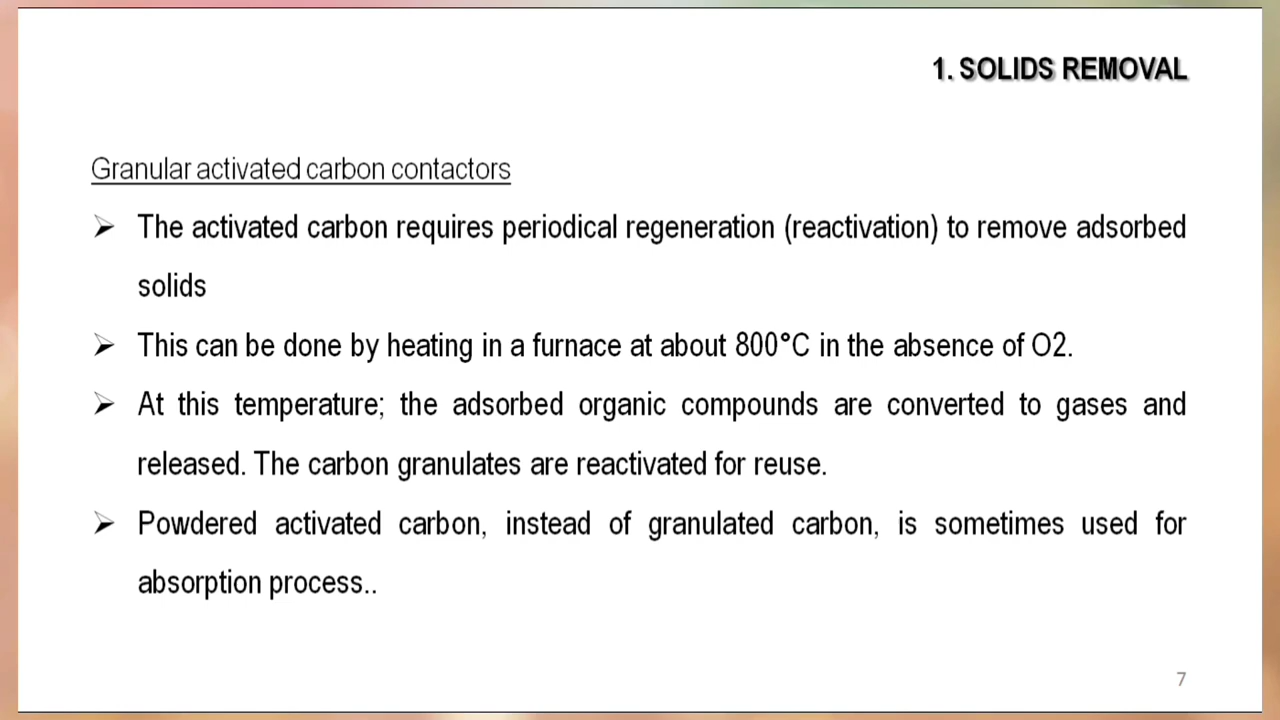 1. SOLIDS REMOVAL
Granular activated carbon contactors
➢ The activated carbon requires periodical regeneration (reactivation) to remove adsorbed
solids
➢ This can be done by heating in a furnace at about 800°C in the absence of O2.
➢ At this temperature; the adsorbed organic compounds are converted to gases and
released. The carbon granulates are reactivated for reuse.
➢ Powdered activated carbon, instead of granulated carbon, is sometimes used for
absorption process..
7